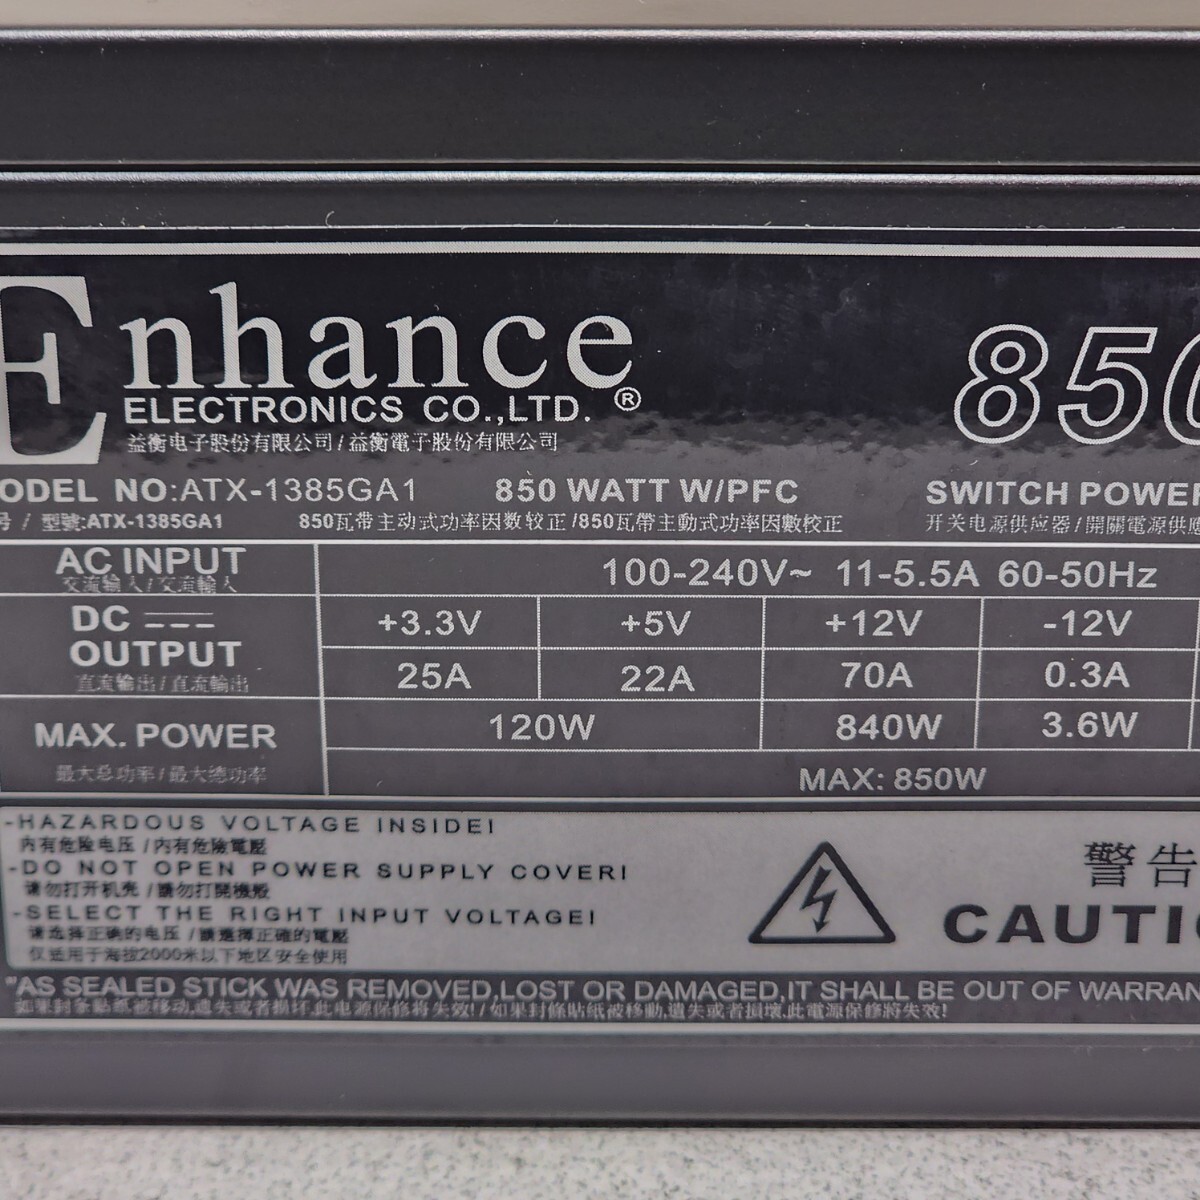 Enhance
ELECTRONICS CO.,LTD. ®
益衡电子股份有限公司/益衡電子股份有限公司
850
ODEL NO:ATX-1385GA1 850 WATT W/PFC SWITCH POWER
号 / 型號:ATX-1385GA1 850瓦带主动式功率因数较正/850瓦帶主動式功率因數校正 开关电源供应器/開關電源供應
AC INPUT 100-240V~ 11-5.5A 60-50Hz
交流输入/交流輸入
DC OUTPUT +3.3V +5V +12V -12V
直流输出/直流輸出 25A 22A 70A 0.3A
MAX. POWER 120W 840W 3.6W
最大总功率/最大總功率 MAX: 850W
-HAZARDOUS VOLTAGE INSIDE!
内有危险电压/內有危險電壓
-DO NOT OPEN POWER SUPPLY COVER!
请勿打开机壳/請勿打開機殼
-SELECT THE RIGHT INPUT VOLTAGE!
请选择正确的电压/請選擇正確的電壓
仅适用于海拔2000米以下地区安全使用
警告
CAUTIO
"AS SEALED STICK WAS REMOVED,LOST OR DAMAGED,IT SHALL BE OUT OF WARRAN
如果封条贴纸被移动,遗失或者损坏,此电源保修将失效!/如果封條貼紙被移動,遺失或者損壞,此電源保修將失效!